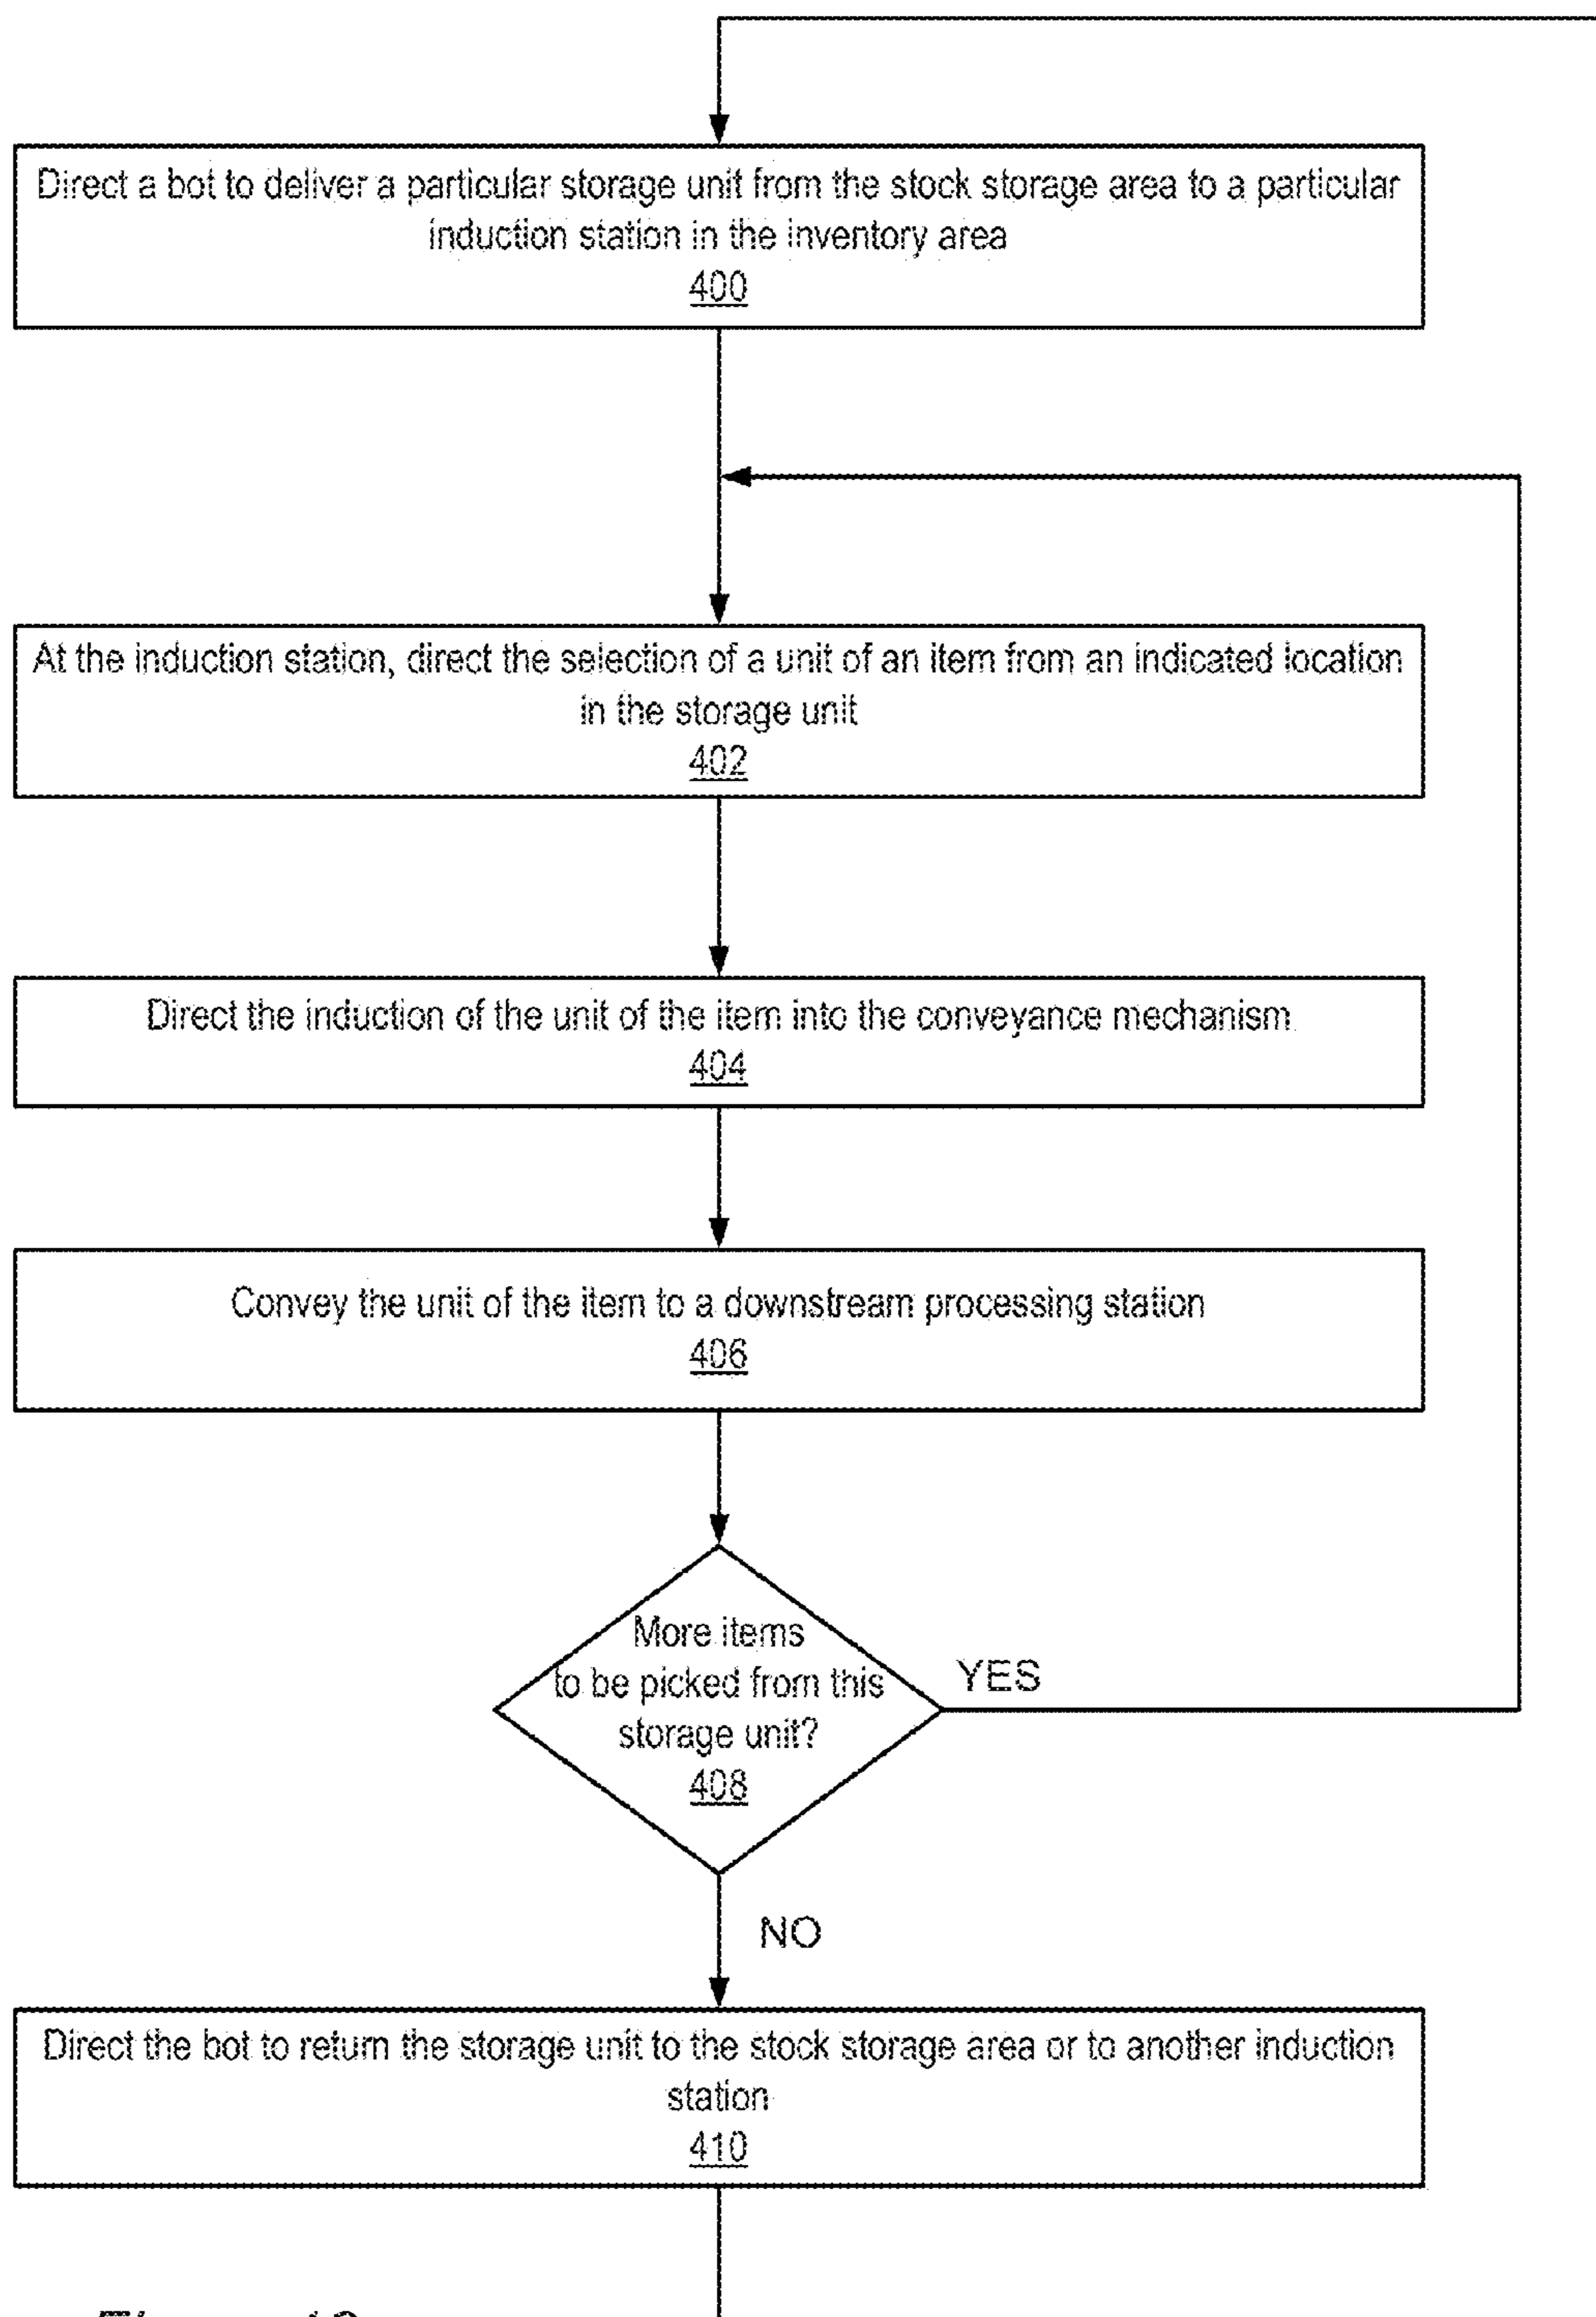 Direct a bot to deliver a particular storage unit from the stock storage area to a particular
induction station in the inventory area
400
At the induction station, direct the selection of a unit of an item from an indicated location
in the storage unit
402
Direct the induction of the unit of the item into the conveyance mechanism
404
Convey the unit of the item to a downstream processing station
406
More items
to be picked from this
storage unit?
408
YES
NO
Direct the bot to return the storage unit to the stock storage area or to another induction
station
410